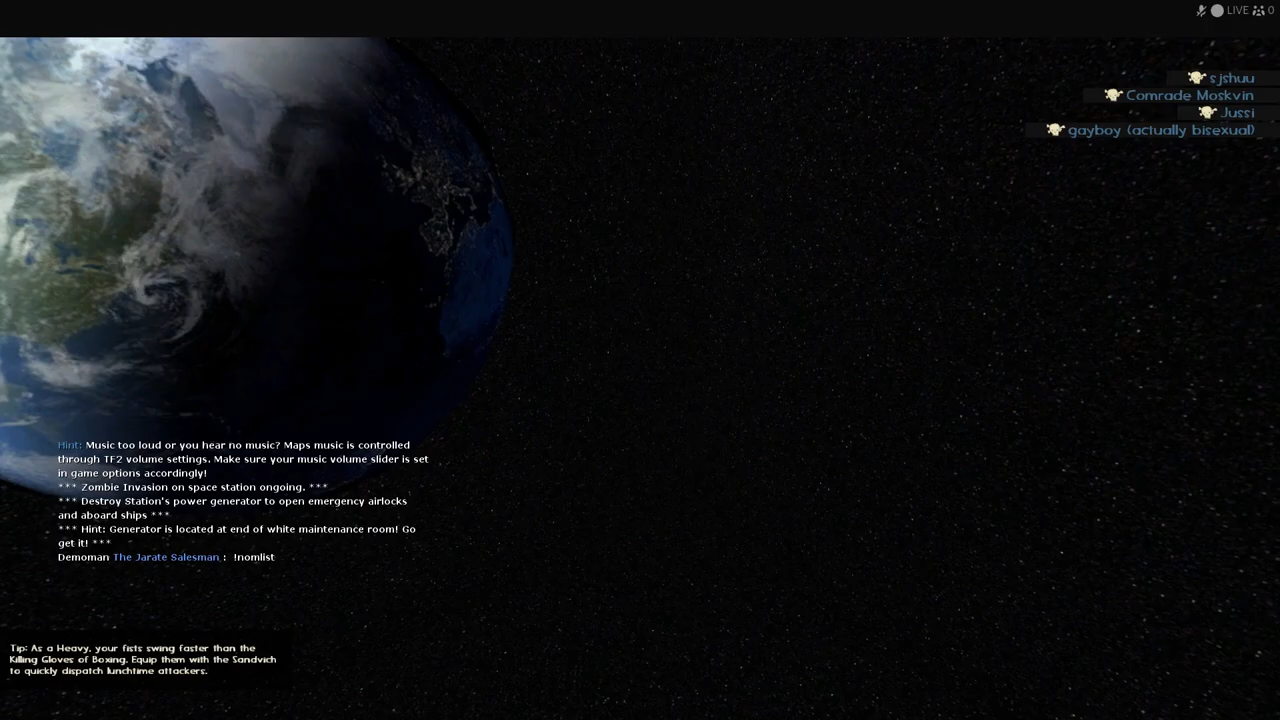 LIVE 0
sjshuu
Comrade Moskvin
Jussi
gayboy (actually bisexual)
Hint: Music too loud or you hear no music? Maps music is controlled
through TF2 volume settings. Make sure your music volume slider is set
in game options accordingly!
*** Zombie Invasion on space station ongoing. ***
*** Destroy Station's power generator to open emergency airlocks
and aboard ships ***
*** Hint: Generator is located at end of white maintenance room! Go
get it! ***
Demoman The Jarate Salesman : !nomlist
Tip: As a Heavy, your fists swing faster than the
Killing Gloves of Boxing. Equip them with the Sandvich
to quickly dispatch lunchtime attackers.